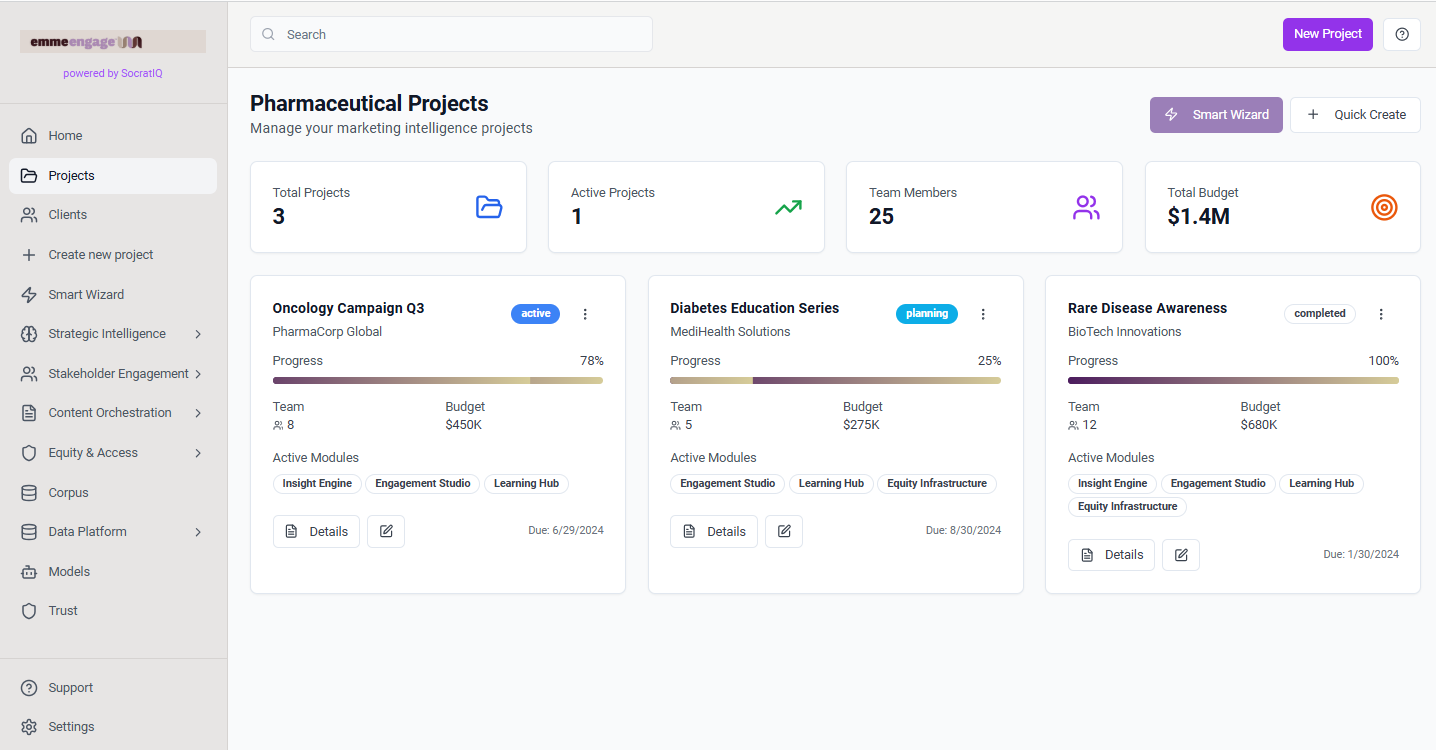 emmeengage
powered by SocratIQ
Home
Projects
Clients
Create new project
Smart Wizard
Strategic Intelligence
Stakeholder Engagement
Content Orchestration
Equity & Access
Corpus
Data Platform
Models
Trust
Support
Settings
Search
New Project
Pharmaceutical Projects
Manage your marketing intelligence projects
Smart Wizard
Quick Create
Total Projects
3
Active Projects
1
Team Members
25
Total Budget
$1.4M
Oncology Campaign Q3
active
PharmaCorp Global
Progress 78%
Team Budget
8 $450K
Active Modules
Insight Engine Engagement Studio Learning Hub
Details Due: 6/29/2024
Diabetes Education Series
planning
MediHealth Solutions
Progress 25%
Team Budget
5 $275K
Active Modules
Engagement Studio Learning Hub Equity Infrastructure
Details Due: 8/30/2024
Rare Disease Awareness
completed
BioTech Innovations
Progress 100%
Team Budget
12 $680K
Active Modules
Insight Engine Engagement Studio Learning Hub
Equity Infrastructure
Details Due: 1/30/2024